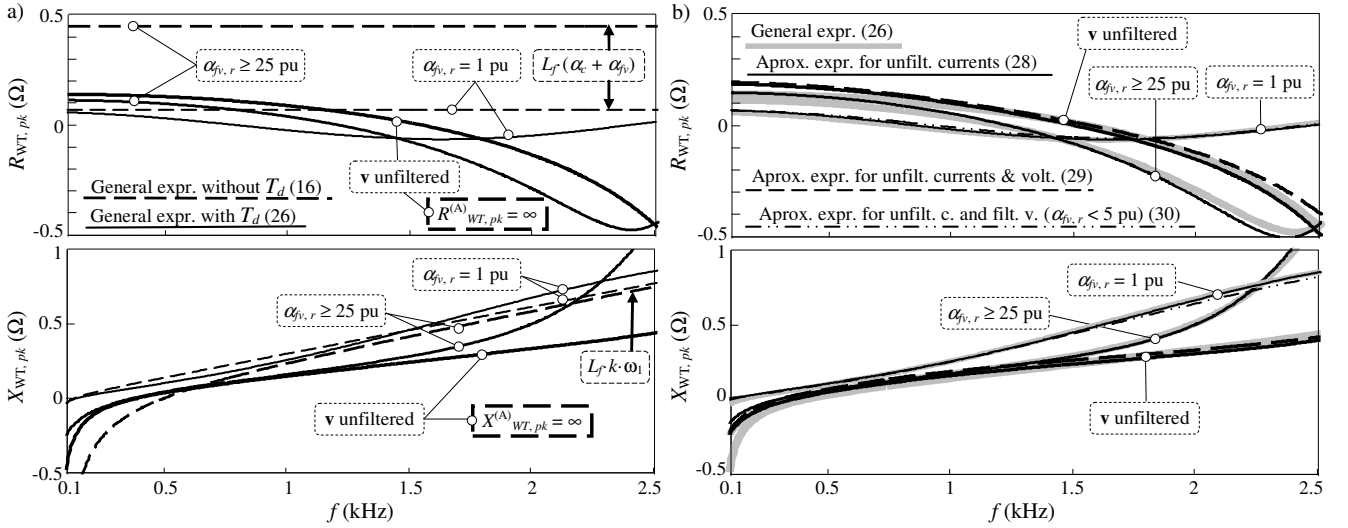 a)
0.5
0
-0.5
R_WT, pk (Ω)
α_fv, r ≥ 25 pu
α_fv, r = 1 pu
L_f·(α_c + α_fv)
General expr. without T_d (16)
General expr. with T_d (26)
v unfiltered
R^(A)_WT, pk = ∞
1
0.5
0
-0.5
X_WT, pk (Ω)
α_fv, r = 1 pu
α_fv, r ≥ 25 pu
L_f·k·ω_1
v unfiltered
X^(A)_WT, pk = ∞
0.1
0.5
1
1.5
2
2.5
f (kHz)
b)
0.5
0
-0.5
R_WT, pk (Ω)
General expr. (26)
v unfiltered
Aprox. expr. for unfilt. currents (28)
α_fv, r ≥ 25 pu
α_fv, r = 1 pu
Aprox. expr. for unfilt. currents & volt. (29)
Aprox. expr. for unfilt. c. and filt. v. (α_fv, r < 5 pu) (30)
1
0.5
0
-0.5
X_WT, pk (Ω)
α_fv, r = 1 pu
α_fv, r ≥ 25 pu
v unfiltered
0.1
0.5
1
1.5
2
2.5
f (kHz)